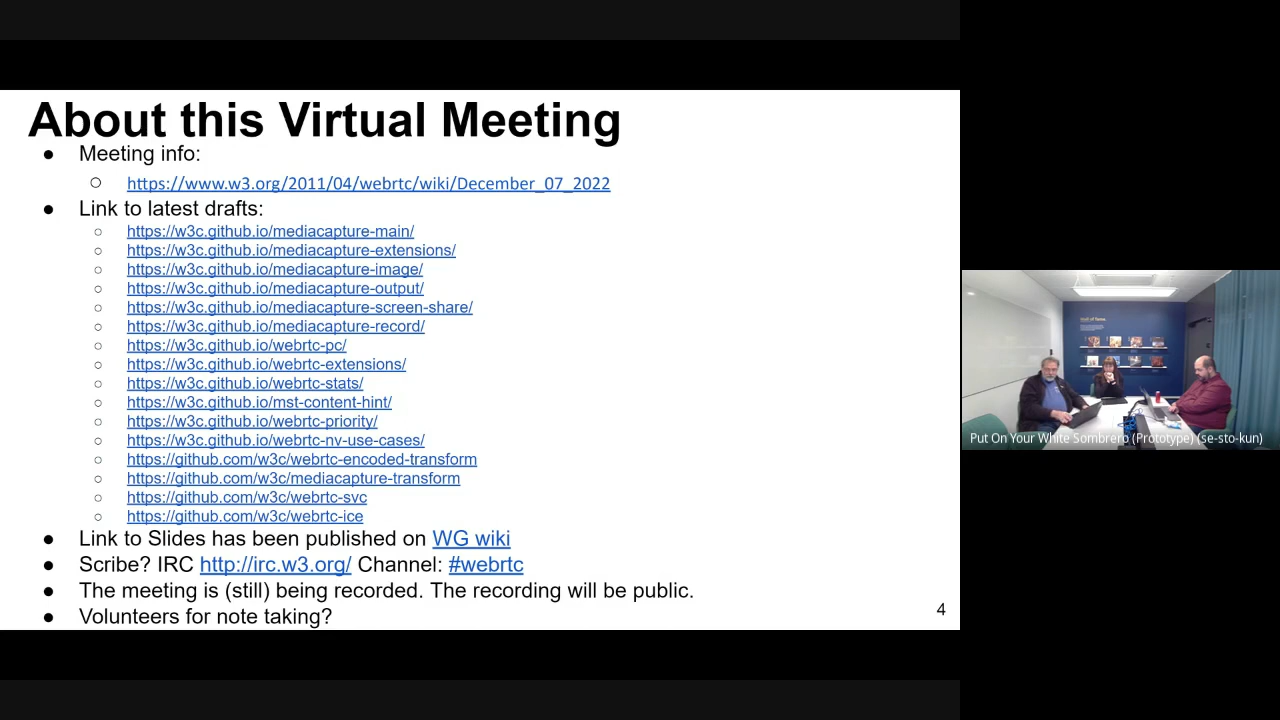 About this Virtual Meeting
● Meeting info:
○ https://www.w3.org/2011/04/webrtc/wiki/December_07_2022
● Link to latest drafts:
○ https://w3c.github.io/mediacapture-main/
○ https://w3c.github.io/mediacapture-extensions/
○ https://w3c.github.io/mediacapture-image/
○ https://w3c.github.io/mediacapture-output/
○ https://w3c.github.io/mediacapture-screen-share/
○ https://w3c.github.io/mediacapture-record/
○ https://w3c.github.io/webrtc-pc/
○ https://w3c.github.io/webrtc-extensions/
○ https://w3c.github.io/webrtc-stats/
○ https://w3c.github.io/mst-content-hint/
○ https://w3c.github.io/webrtc-priority/
○ https://w3c.github.io/webrtc-nv-use-cases/
○ https://github.com/w3c/webrtc-encoded-transform
○ https://github.com/w3c/mediacapture-transform
○ https://github.com/w3c/webrtc-svc
○ https://github.com/w3c/webrtc-ice
● Link to Slides has been published on WG wiki
● Scribe? IRC http://irc.w3.org/ Channel: #webrtc
● The meeting is (still) being recorded. The recording will be public.
● Volunteers for note taking?
4
Put On Your White Sombrero (Prototype) (se-sto-kun)